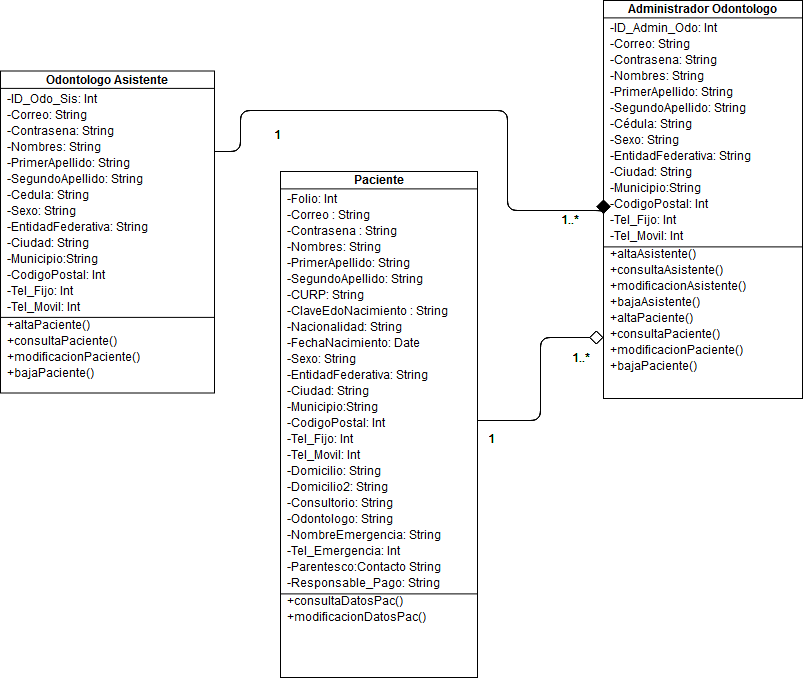 Administrador Odontologo
-ID_Admin_Odo: Int
-Correo: String
-Contrasena: String
-Nombres: String
-PrimerApellido: String
-SegundoApellido: String
-Cédula: String
-Sexo: String
-EntidadFederativa: String
-Ciudad: String
-Municipio:String
-CodigoPostal: Int
-Tel_Fijo: Int
-Tel_Movil: Int
+altaAsistente()
+consultaAsistente()
+modificacionAsistente()
+bajaAsistente()
+altaPaciente()
+consultaPaciente()
+modificacionPaciente()
+bajaPaciente()
Odontologo Asistente
-ID_Odo_Sis: Int
-Correo: String
-Contrasena: String
-Nombres: String
-PrimerApellido: String
-SegundoApellido: String
-Cedula: String
-Sexo: String
-EntidadFederativa: String
-Ciudad: String
-Municipio:String
-CodigoPostal: Int
-Tel_Fijo: Int
-Tel_Movil: Int
+altaPaciente()
+consultaPaciente()
+modificacionPaciente()
+bajaPaciente()
1
1..*
Paciente
-Folio: Int
-Correo : String
-Contrasena : String
-Nombres: String
-PrimerApellido: String
-SegundoApellido: String
-CURP: String
-ClaveEdoNacimiento : String
-Nacionalidad: String
-FechaNacimiento: Date
-Sexo: String
-EntidadFederativa: String
-Ciudad: String
-Municipio:String
-CodigoPostal: Int
-Tel_Fijo: Int
-Tel_Movil: Int
-Domicilio: String
-Domicilio2: String
-Consultorio: String
-Odontologo: String
-NombreEmergencia: String
-Tel_Emergencia: Int
-Parentesco:Contacto String
-Responsable_Pago: String
+consultaDatosPac()
+modificacionDatosPac()
1..*
1